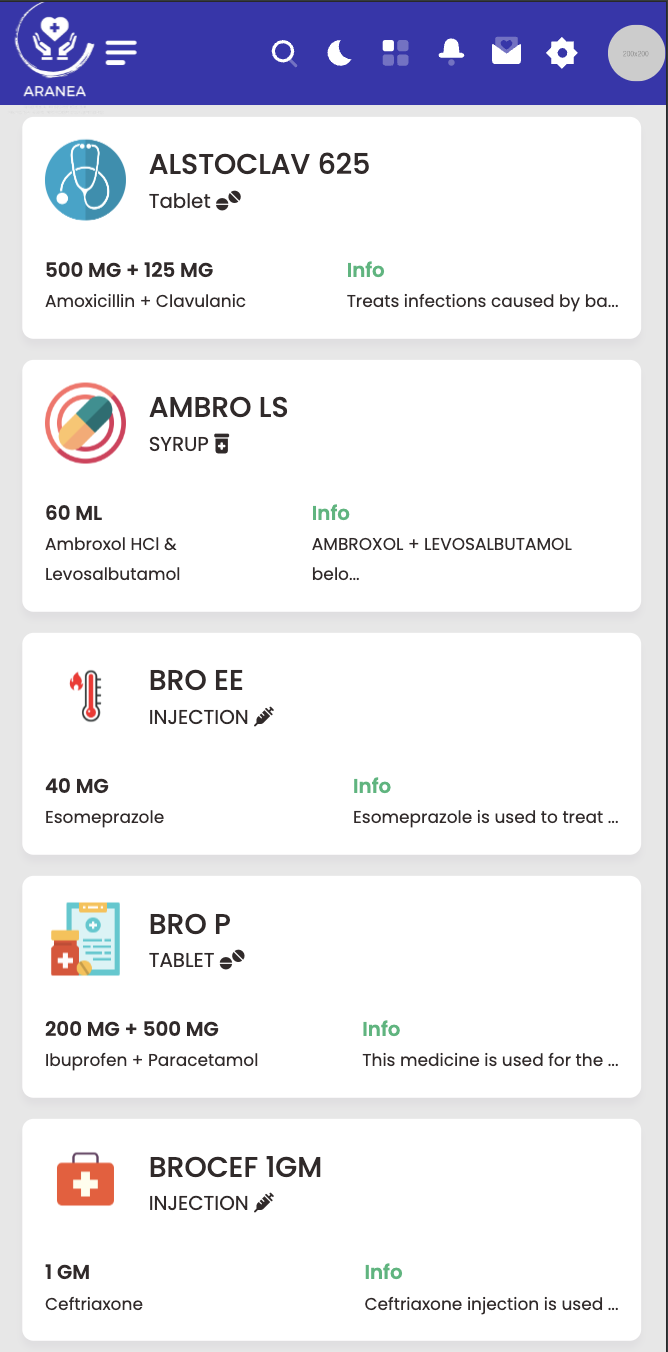 ARANEA
200x200
ALSTOCLAV 625
Tablet
500 MG + 125 MG
Amoxicillin + Clavulanic
Info
Treats infections caused by ba...
AMBRO LS
SYRUP
60 ML
Ambroxol HCl &
Levosalbutamol
Info
AMBROXOL + LEVOSALBUTAMOL
belo...
BRO EE
INJECTION
40 MG
Esomeprazole
Info
Esomeprazole is used to treat ...
BRO P
TABLET
200 MG + 500 MG
Ibuprofen + Paracetamol
Info
This medicine is used for the ...
BROCEF 1GM
INJECTION
1 GM
Ceftriaxone
Info
Ceftriaxone injection is used ...